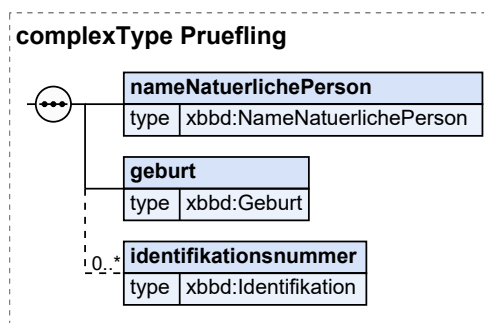 complexType Pruefling
nameNatuerlichePerson
type xbbd:NameNatuerlichePerson
geburt
type xbbd:Geburt
0..*
identifikationsnummer
type xbbd:Identifikation